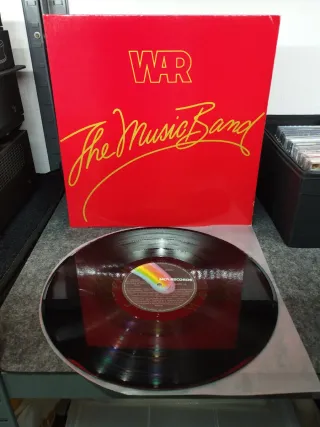 WAR
The Music Band
MCA RECORDS